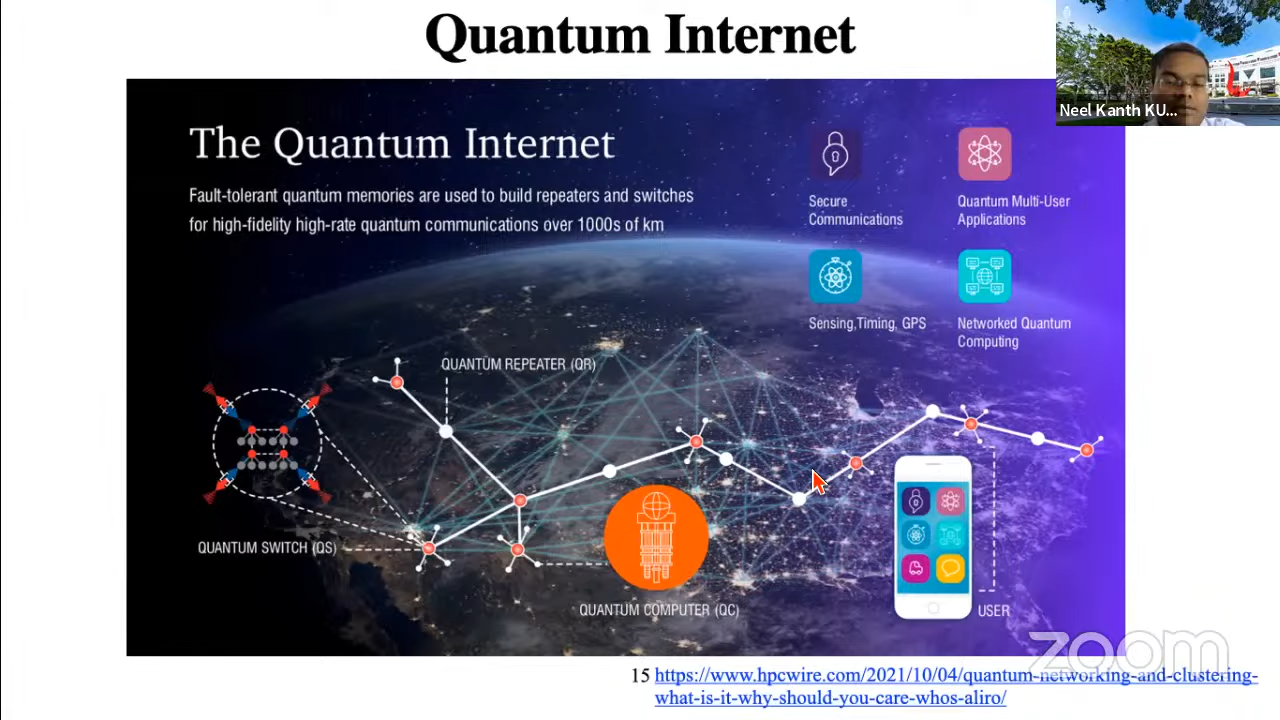 Quantum Internet
Neel Kanth KU...
The Quantum Internet
Fault-tolerant quantum memories are used to build repeaters and switches
for high-fidelity high-rate quantum communications over 1000s of km
Secure
Communications
Quantum Multi-User
Applications
Sensing,Timing, GPS
Networked Quantum
Computing
QUANTUM REPEATER (QR)
QUANTUM SWITCH (QS)
QUANTUM COMPUTER (QC)
USER
zoom
15 https://www.hpcwire.com/2021/10/04/quantum-networking-and-clustering-
what-is-it-why-should-you-care-whos-aliro/